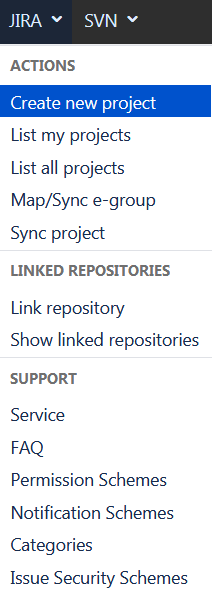 JIRA SVN
ACTIONS
Create new project
List my projects
List all projects
Map/Sync e-group
Sync project
LINKED REPOSITORIES
Link repository
Show linked repositories
SUPPORT
Service
FAQ
Permission Schemes
Notification Schemes
Categories
Issue Security Schemes